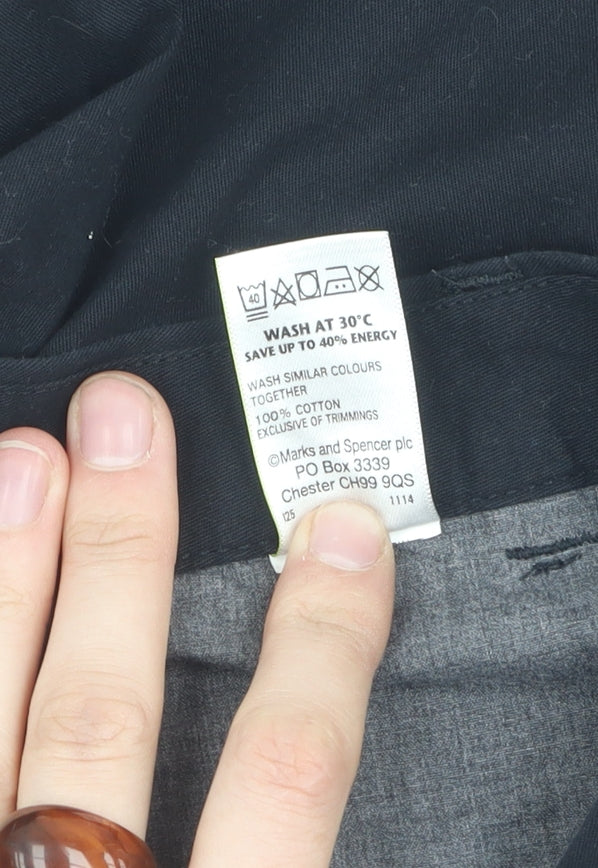 40
WASH AT 30°C
SAVE UP TO 40% ENERGY
WASH SIMILAR COLOURS
TOGETHER
100% COTTON
EXCLUSIVE OF TRIMMINGS
©Marks and Spencer plc
PO Box 3339
Chester CH99 9QS
125 1114